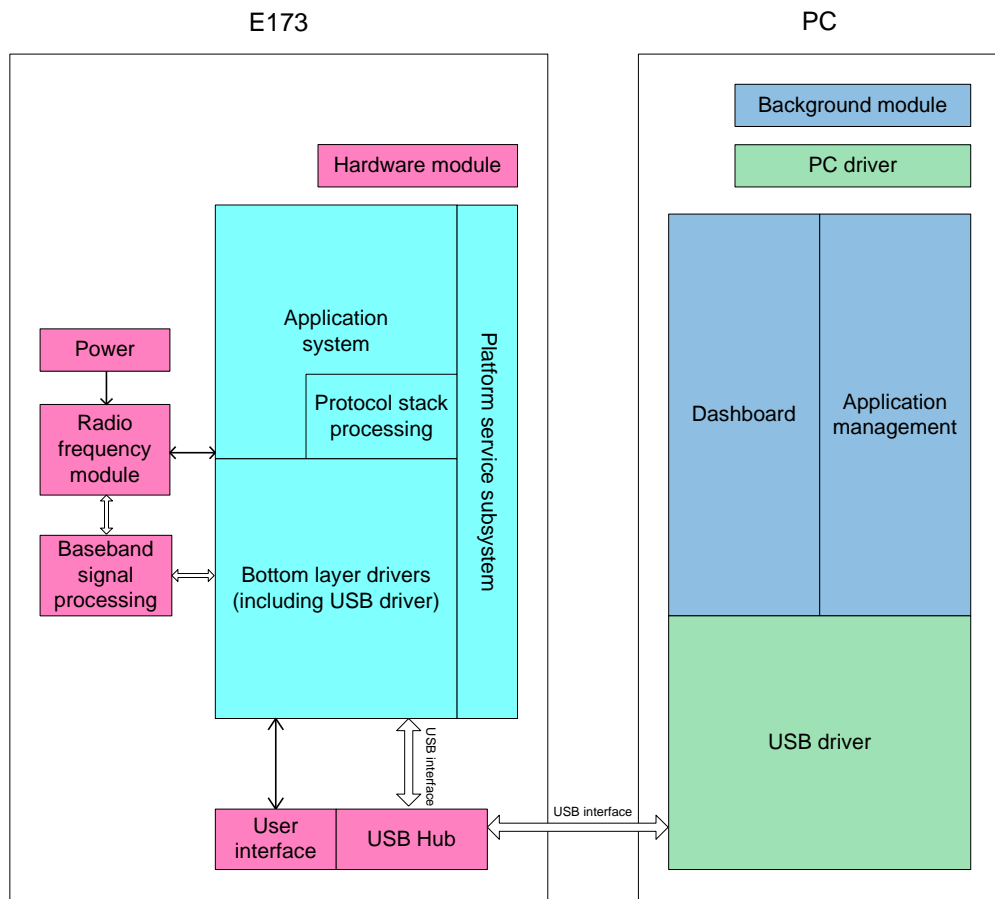 E173
PC
Hardware module
Background module
PC driver
Power
Radio
frequency
module
Baseband
signal
processing
Application
system
Protocol stack
processing
Platform service subsystem
Bottom layer drivers
(including USB driver)
USB interface
User
interface
USB Hub
USB interface
Dashboard
Application
management
USB driver